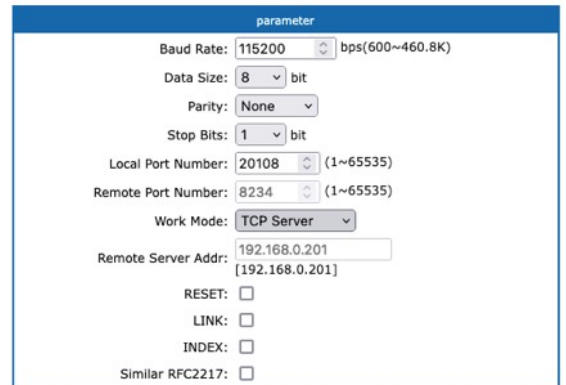 parameter
Baud Rate: 115200 bps(600~460.8K)
Data Size: 8 bit
Parity: None
Stop Bits: 1 bit
Local Port Number: 20108 (1~65535)
Remote Port Number: 8234 (1~65535)
Work Mode: TCP Server
Remote Server Addr: 192.168.0.201
[192.168.0.201]
RESET:
LINK:
INDEX:
Similar RFC2217: